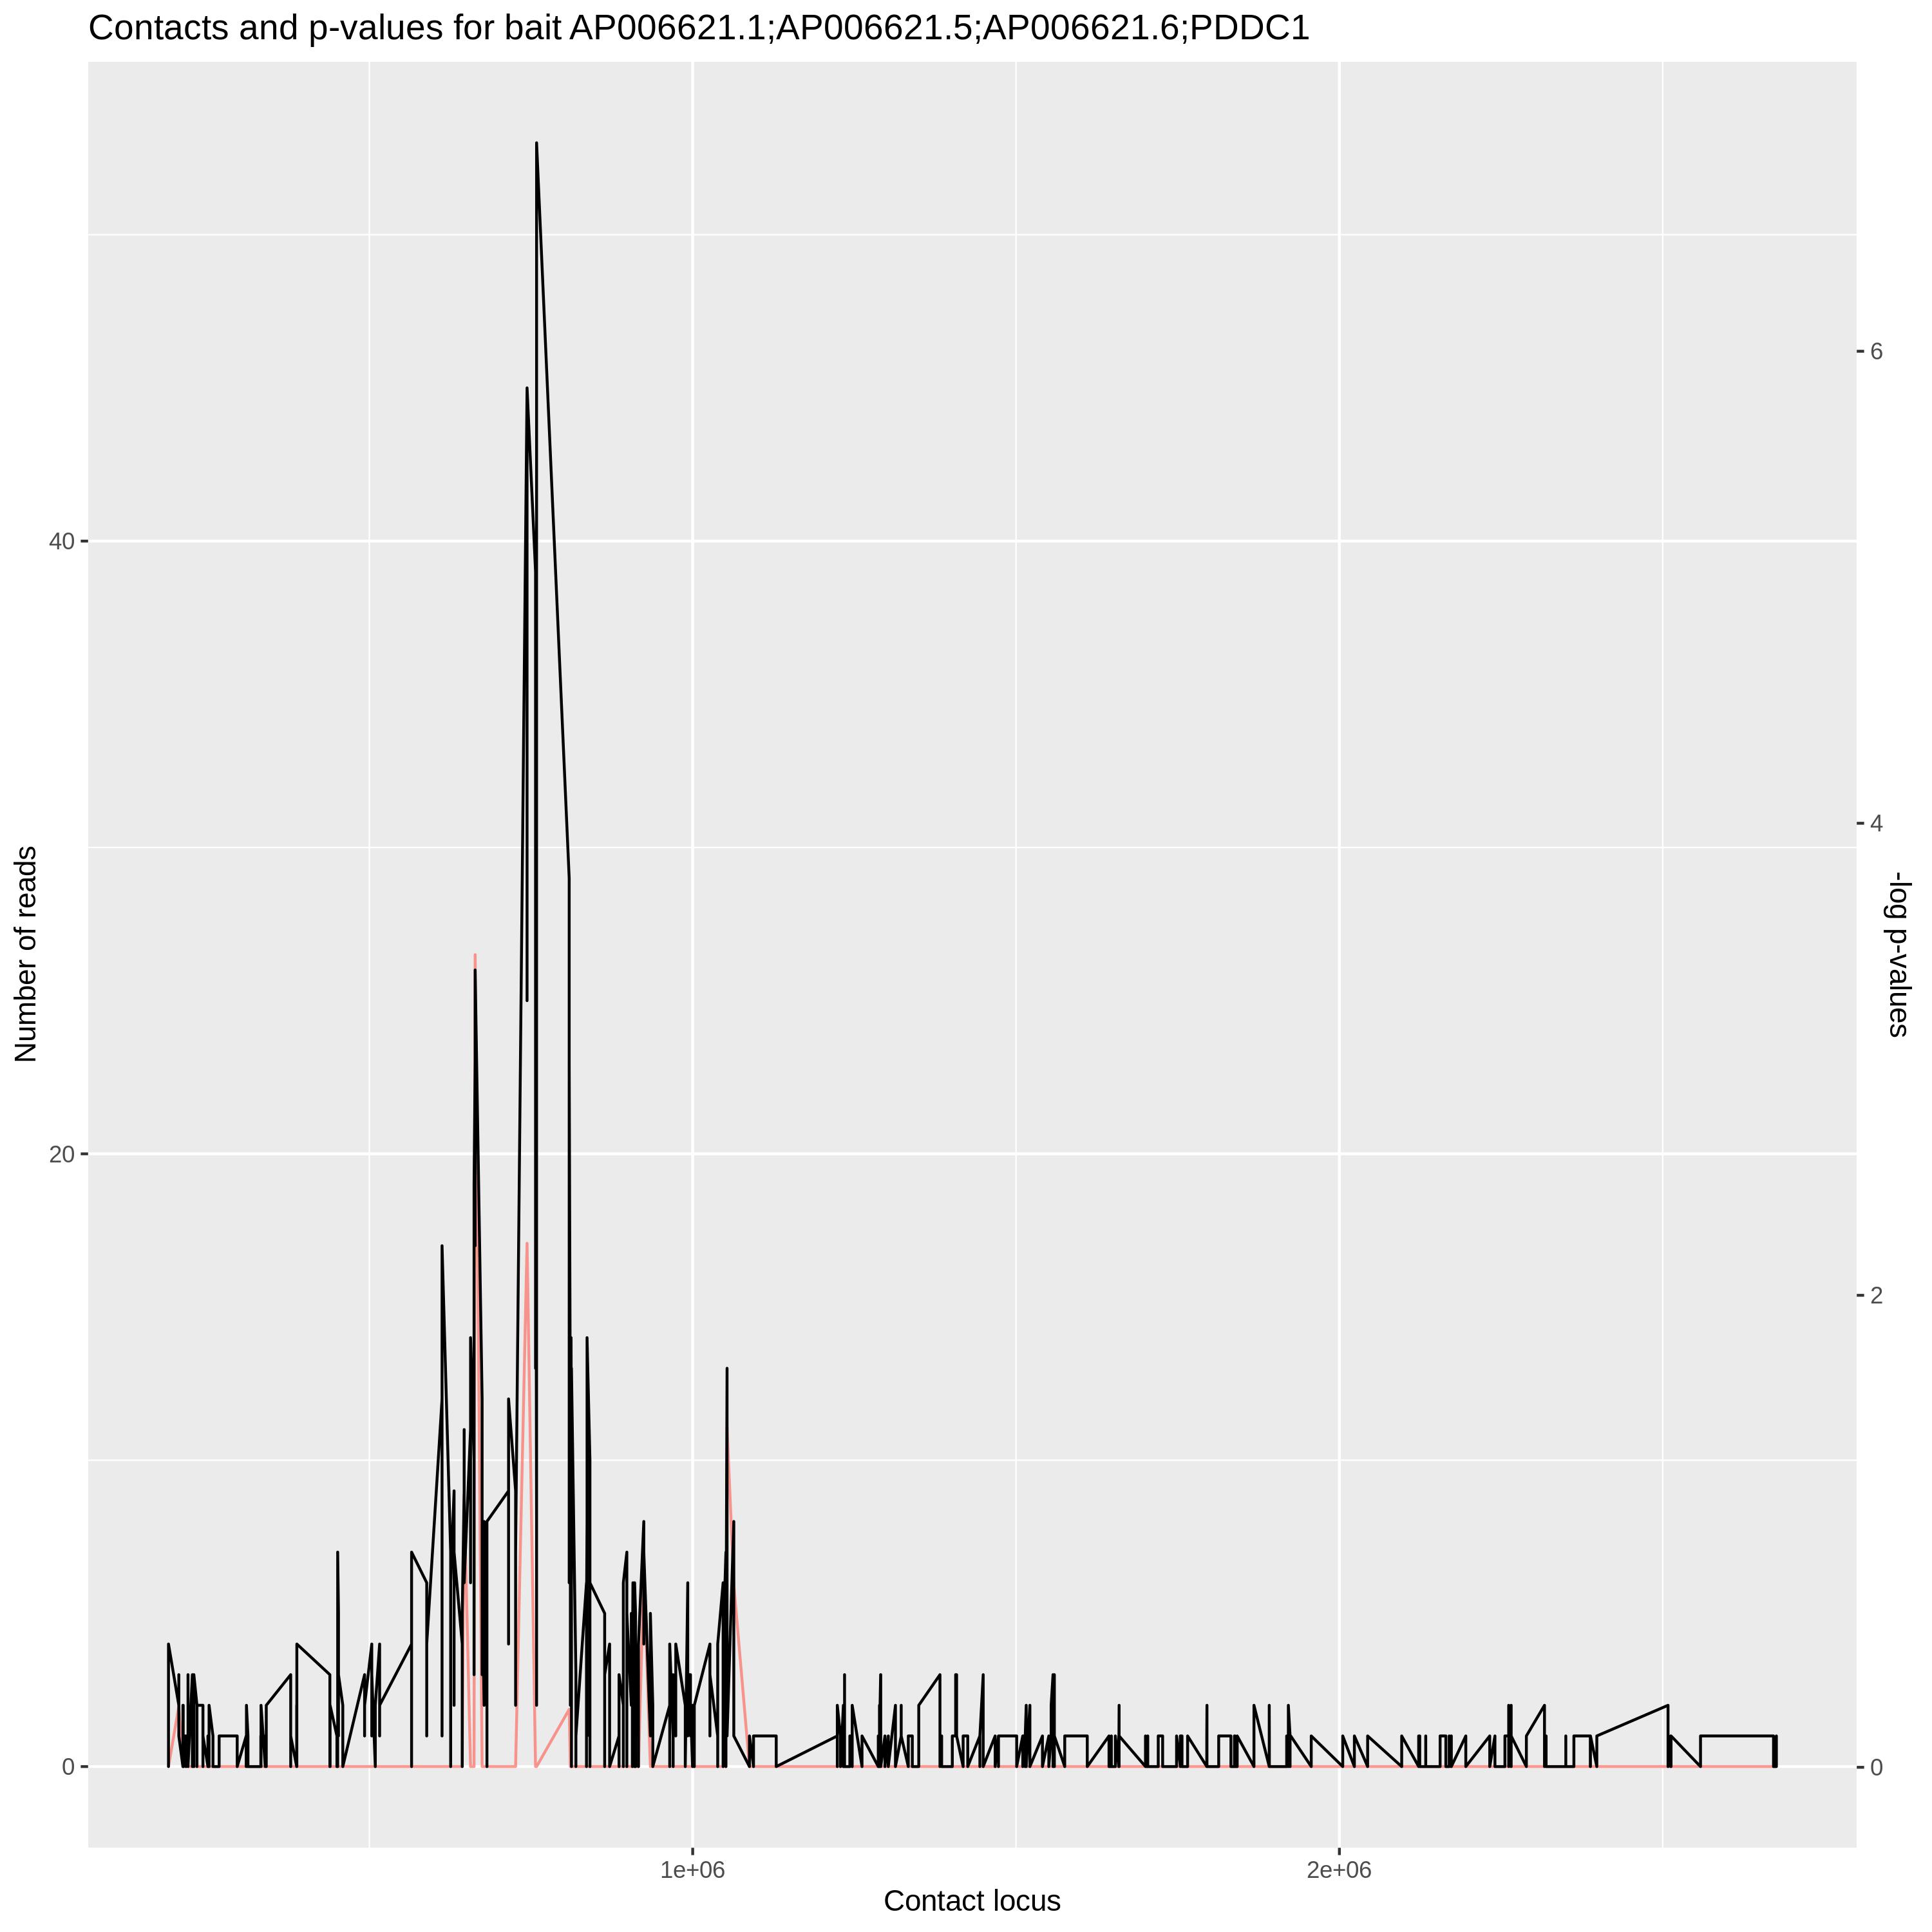 Contacts and p-values for bait AP006621.1;AP006621.5;AP006621.6;PDDC1
Number of reads
40
20
0
6
4
2
0
-log p-values
1e+06
2e+06
Contact locus